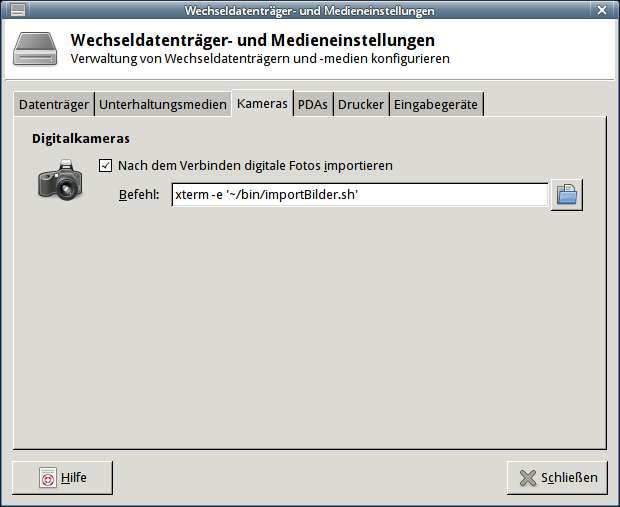 Wechseldatenträger- und Medieneinstellungen
Wechseldatenträger- und Medieneinstellungen
Verwaltung von Wechseldatenträgern und -medien konfigurieren
Datenträger Unterhaltungsmedien Kameras PDAs Drucker Eingabegeräte
Digitalkameras
Nach dem Verbinden digitale Fotos importieren
Befehl: xterm -e '~/bin/importBilder.sh'
Hilfe Schließen